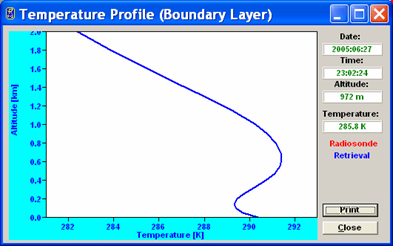 Temperature Profile (Boundary Layer)
Date:
2005:06:27
Time:
23:02:24
Altitude:
972 m
Temperature:
285.8 K
Radiosonde
Retrieval
Print
Close
Altitude [km]
2.0
1.8
1.6
1.4
1.2
1.0
0.8
0.6
0.4
0.2
0.0
282 284 286 288 290 292
Temperature [K]